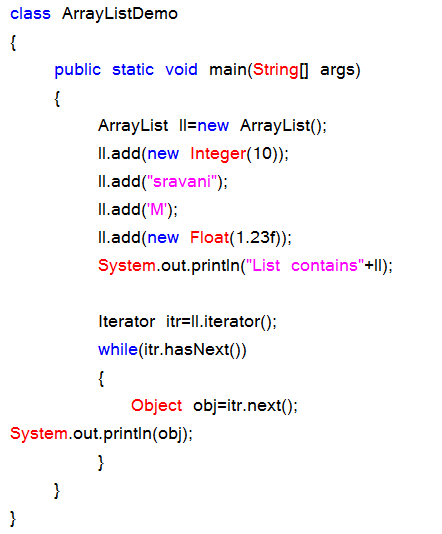 class ArrayListDemo
{
public static void main(String[] args)
{
ArrayList ll=new ArrayList();
ll.add(new Integer(10));
ll.add("sravani");
ll.add('M');
ll.add(new Float(1.23f));
System.out.println("List contains"+ll);
Iterator itr=ll.iterator();
while(itr.hasNext())
{
Object obj=itr.next();
System.out.println(obj);
}
}
}